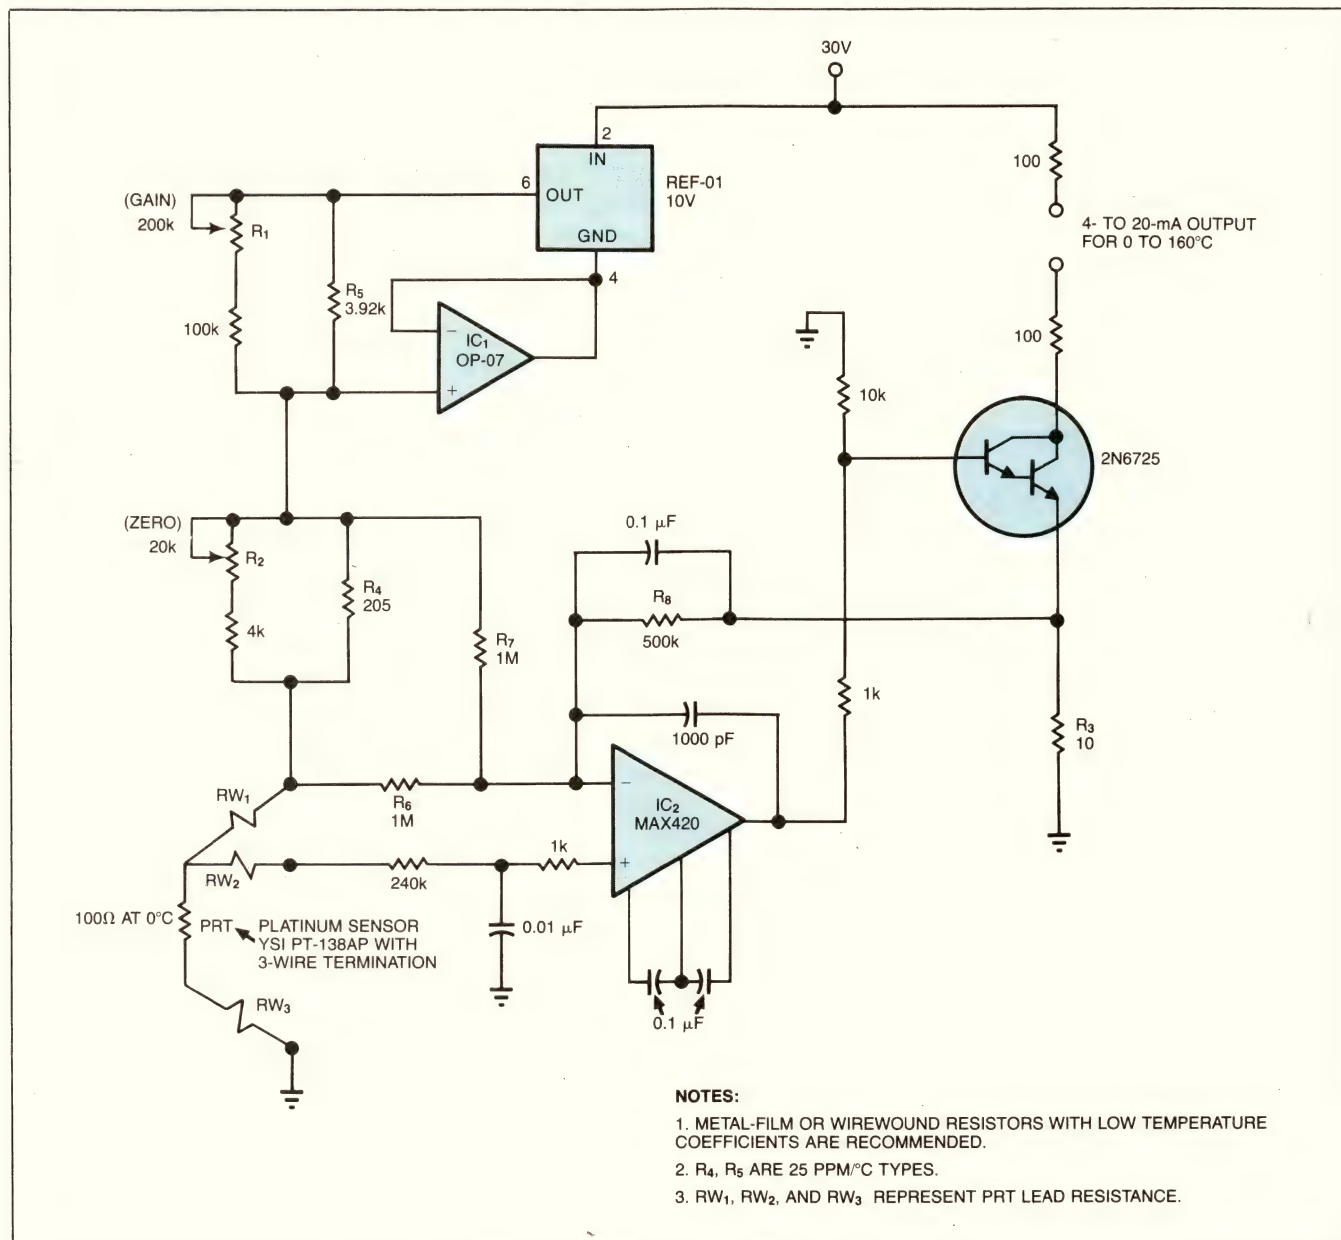 30V
2
IN
6
OUT
REF-01
10V
GND
4
(GAIN)
200k
R1
100k
R5
3.92k
IC1
OP-07
−
+
100
4- TO 20-mA OUTPUT
FOR 0 TO 160°C
100
10k
2N6725
(ZERO)
20k
R2
4k
R4
205
R7
1M
0.1 µF
R8
500k
1k
1000 pF
R3
10
RW1
R6
1M
−
IC2
MAX420
+
RW2
240k
1k
100Ω AT 0°C
PRT
PLATINUM SENSOR
YSI PT-138AP WITH
3-WIRE TERMINATION
0.01 µF
RW3
0.1 µF
NOTES:
1. METAL-FILM OR WIREWOUND RESISTORS WITH LOW TEMPERATURE
COEFFICIENTS ARE RECOMMENDED.
2. R4, R5 ARE 25 PPM/°C TYPES.
3. RW1, RW2, AND RW3 REPRESENT PRT LEAD RESISTANCE.